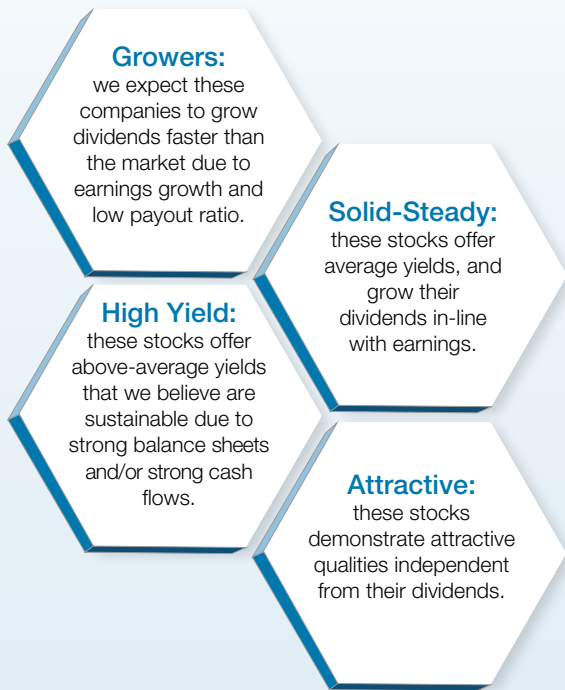 Growers:
we expect these
companies to grow
dividends faster than
the market due to
earnings growth and
low payout ratio.
Solid-Steady:
these stocks offer
average yields, and
grow their
dividends in-line
with earnings.
High Yield:
these stocks offer
above-average yields
that we believe are
sustainable due to
strong balance sheets
and/or strong cash
flows.
Attractive:
these stocks
demonstrate attractive
qualities independent
from their dividends.